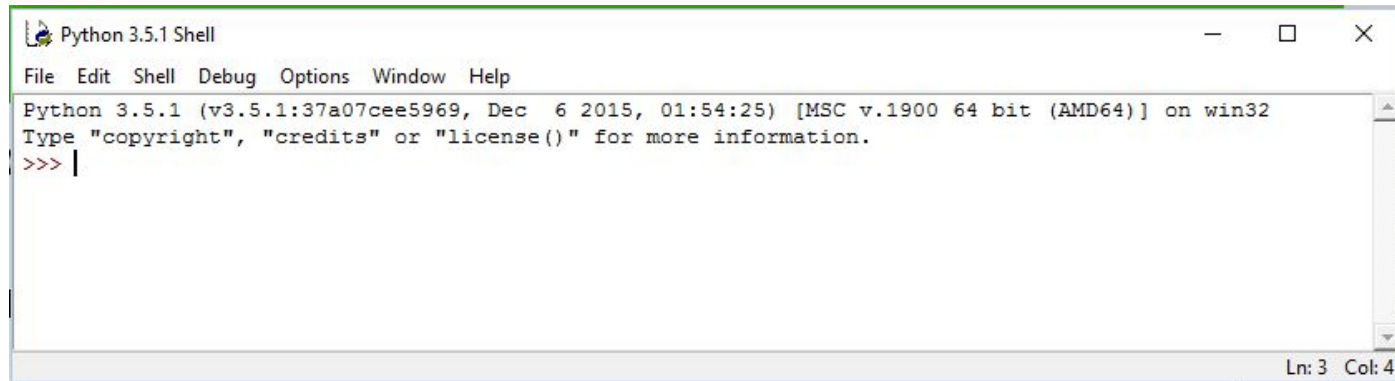 Python 3.5.1 Shell
File Edit Shell Debug Options Window Help
Python 3.5.1 (v3.5.1:37a07cee5969, Dec  6 2015, 01:54:25) [MSC v.1900 64 bit (AMD64)] on win32
Type "copyright", "credits" or "license()" for more information.
>>>
Ln: 3 Col: 4